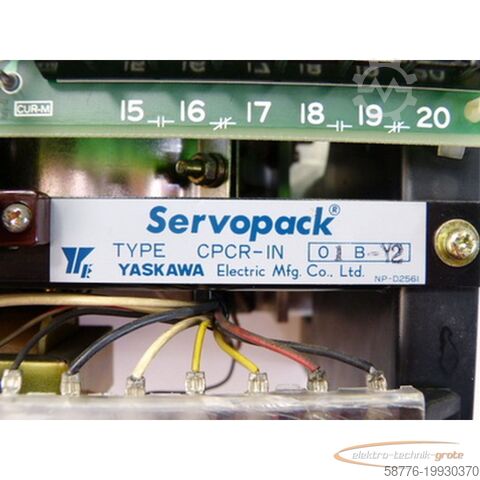 CUR-M
15 16 17 18 19 20
Servopack®
TYPE CPCR-IN 01B-Y2
YASKAWA Electric Mfg. Co., Ltd.
NP-D2561
elektro-technik-grote
58776-19930370